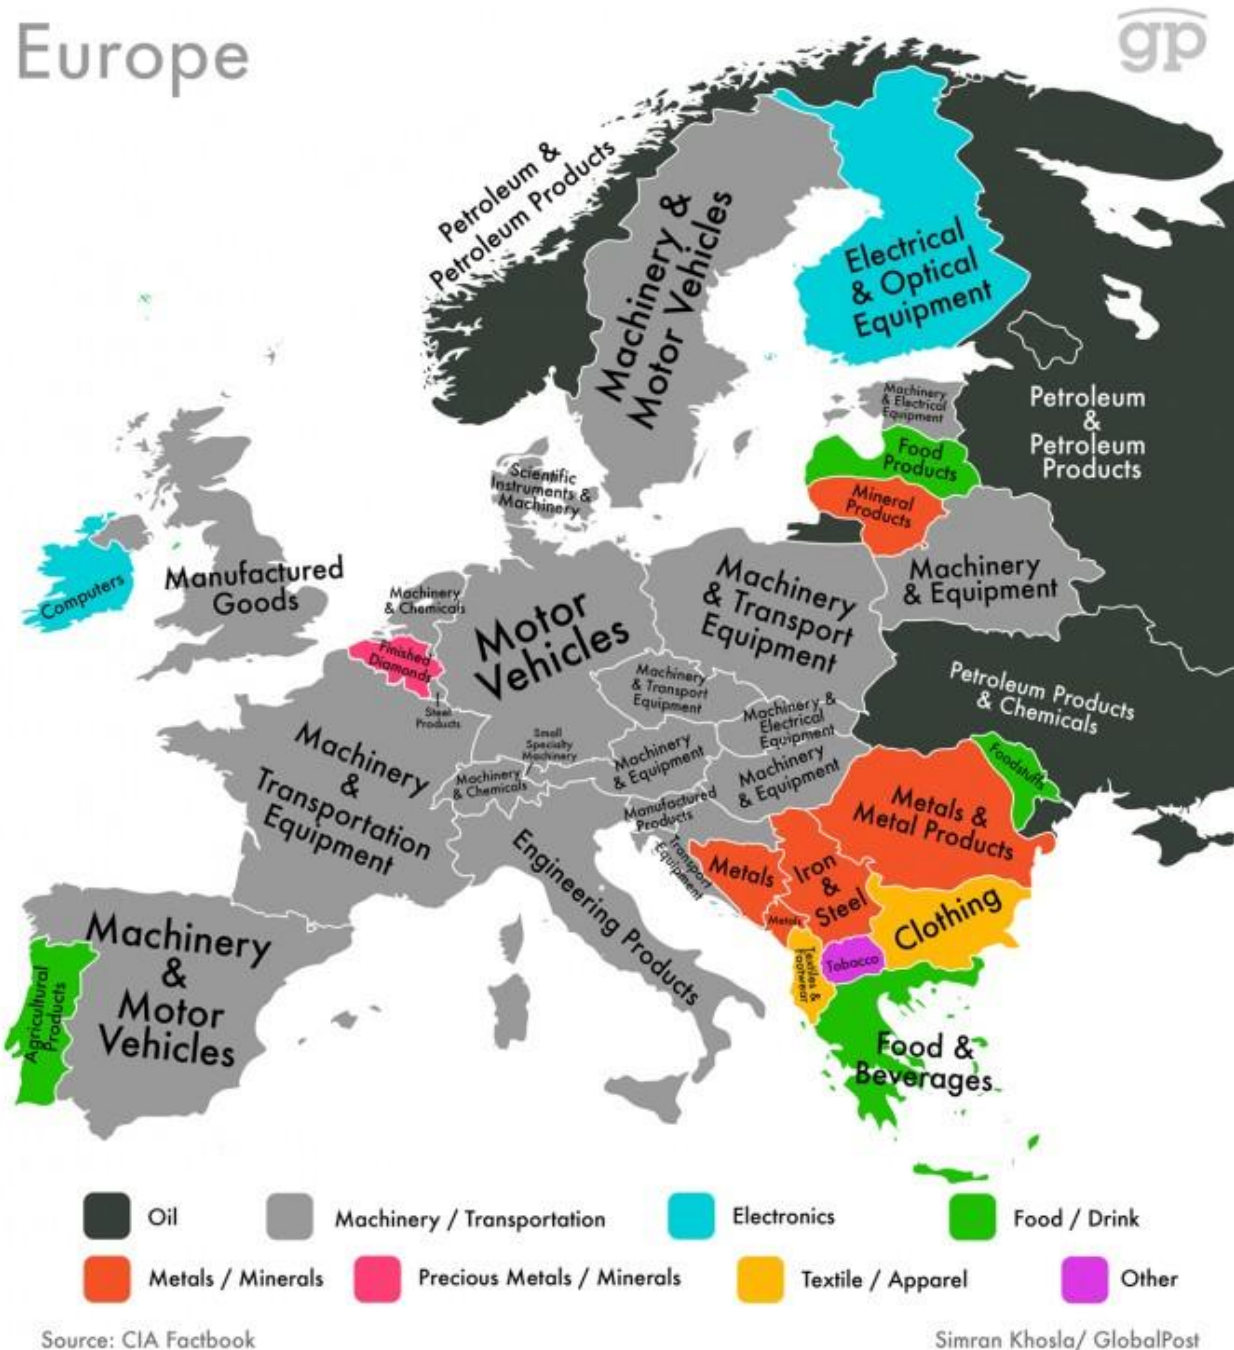 Europe
gp
Petroleum &
Petroleum Products
Machinery &
Motor Vehicles
Electrical
& Optical
Equipment
Petroleum
&
Petroleum
Products
Machinery
& Electrical
Equipment
Food
Products
Mineral
Products
Scientific
Instruments &
Machinery
Computers
Manufactured
Goods
Machinery
& Chemicals
Motor
Vehicles
Machinery
& Transport
Equipment
Machinery
& Equipment
Finished
Diamonds
Steel
Products
Petroleum Products
& Chemicals
Machinery
& Transport
Equipment
Machinery &
Electrical
Equipment
Small
Specialty
Machinery
Machinery
& Equipment
Machinery
& Equipment
Machinery
& Chemicals
Foodstuffs
Machinery
&
Transportation
Equipment
Manufactured
Products
Metals &
Metal Products
Engineering Products
Transport
Equipment
Metals
Iron
&
Steel
Metals
Clothing
Textiles &
Footwear
Tobacco
Machinery
&
Motor
Vehicles
Agricultural
Products
Food &
Beverages
Oil
Machinery / Transportation
Electronics
Food / Drink
Metals / Minerals
Precious Metals / Minerals
Textile / Apparel
Other
Source: CIA Factbook
Simran Khosla/ GlobalPost